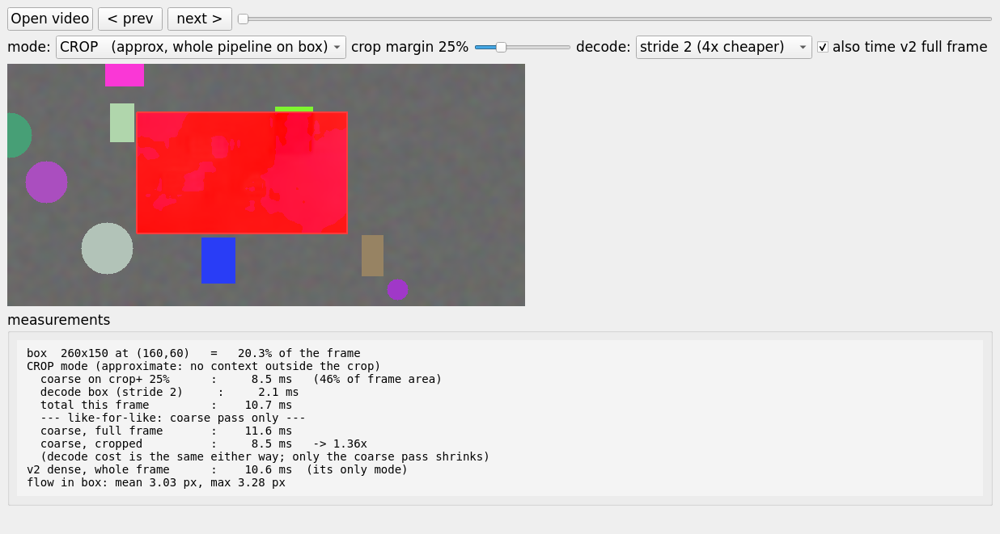 Open video < prev next >
mode: CROP (approx, whole pipeline on box) crop margin 25% decode: stride 2 (4x cheaper) also time v2 full frame
measurements
box 260x150 at (160,60) = 20.3% of the frame
CROP mode (approximate: no context outside the crop)
coarse on crop+ 25% : 8.5 ms (46% of frame area)
decode box (stride 2) : 2.1 ms
total this frame : 10.7 ms
--- like-for-like: coarse pass only ---
coarse, full frame : 11.6 ms
coarse, cropped : 8.5 ms -> 1.36x
(decode cost is the same either way; only the coarse pass shrinks)
v2 dense, whole frame : 10.6 ms (its only mode)
flow in box: mean 3.03 px, max 3.28 px